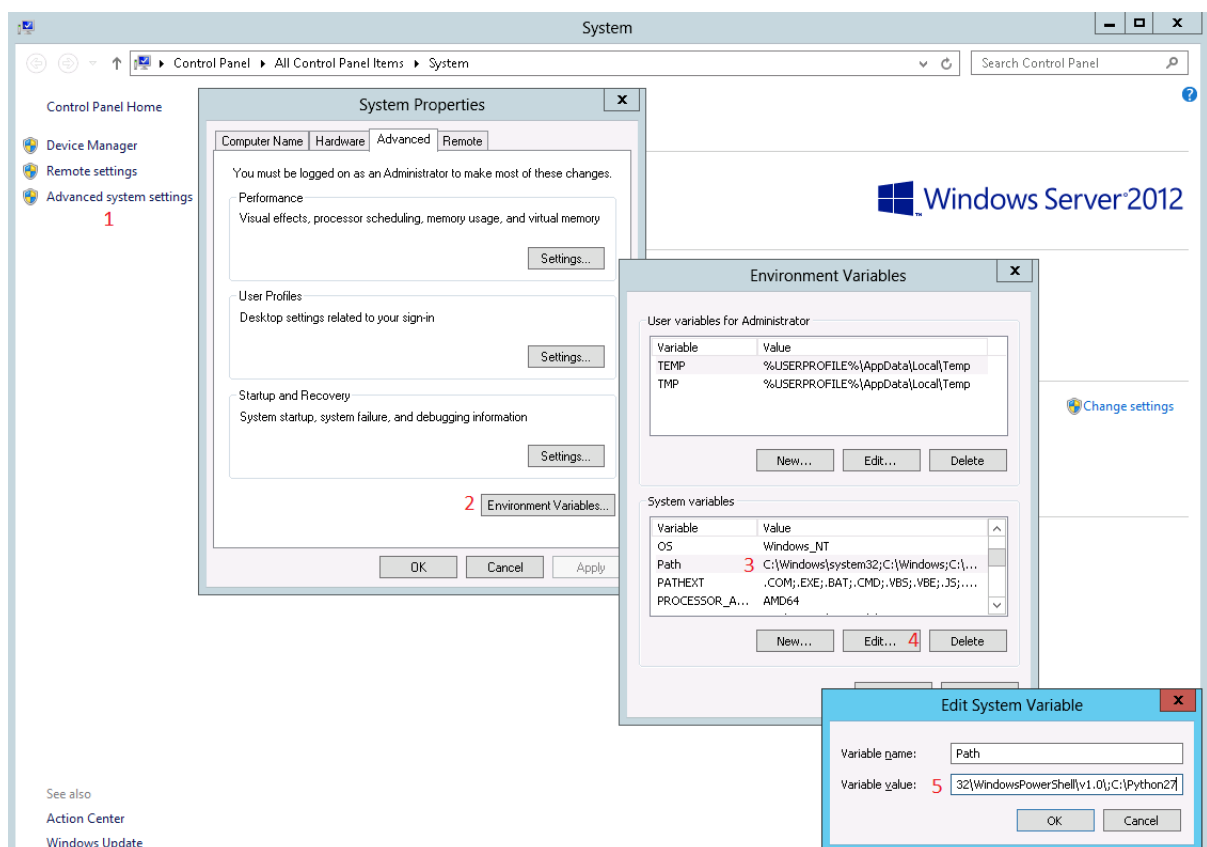 System
Control Panel ▸ All Control Panel Items ▸ System
Search Control Panel
Control Panel Home
Device Manager
Remote settings
Advanced system settings
1
System Properties
Computer Name Hardware Advanced Remote
You must be logged on as an Administrator to make most of these changes.
Performance
Visual effects, processor scheduling, memory usage, and virtual memory
Settings...
User Profiles
Desktop settings related to your sign-in
Settings...
Startup and Recovery
System startup, system failure, and debugging information
Settings...
2 Environment Variables...
OK Cancel Apply
Windows Server 2012
Change settings
Environment Variables
User variables for Administrator
Variable Value
TEMP %USERPROFILE%\AppData\Local\Temp
TMP %USERPROFILE%\AppData\Local\Temp
New... Edit... Delete
System variables
Variable Value
OS Windows_NT
Path 3 C:\Windows\system32;C:\Windows;C:\...
PATHEXT .COM;.EXE;.BAT;.CMD;.VBS;.VBE;.JS;....
PROCESSOR_A... AMD64
New... Edit... 4 Delete
Edit System Variable
Variable name: Path
Variable value: 5 32\WindowsPowerShell\v1.0\;C:\Python27
OK Cancel
See also
Action Center
Windows Update